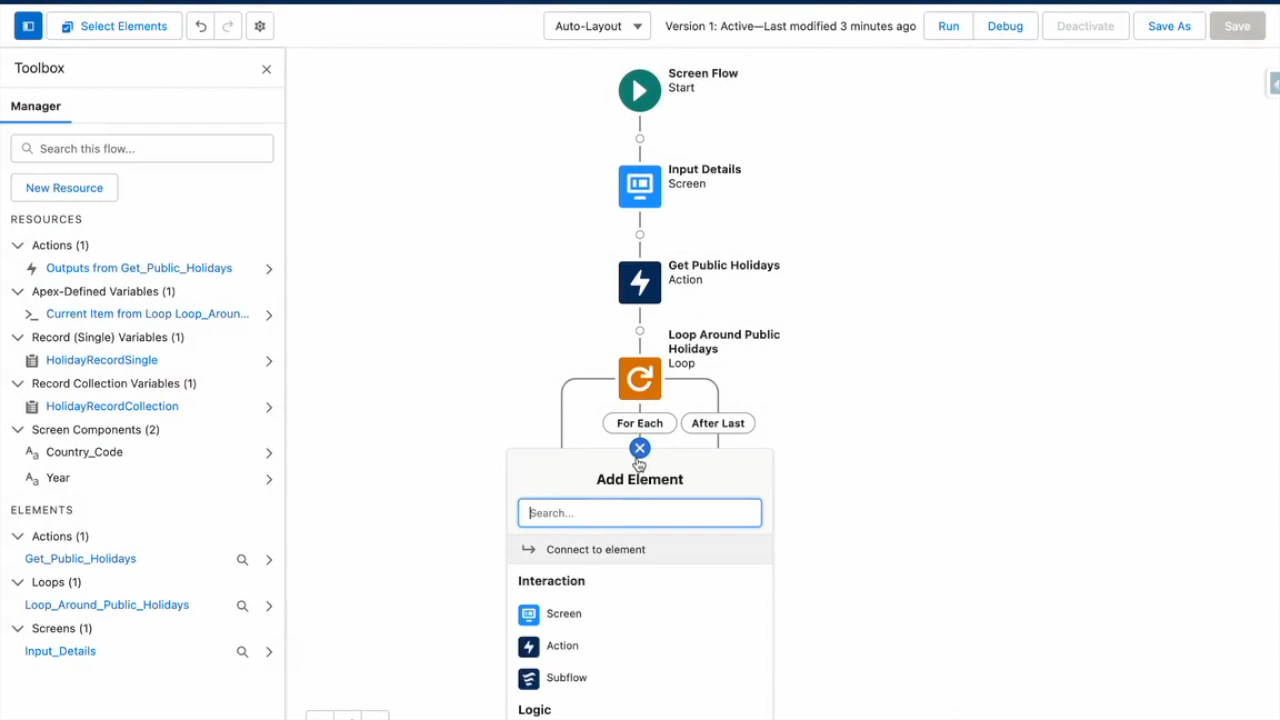 Select Elements
Auto-Layout
Version 1: Active—Last modified 3 minutes ago
Run
Debug
Deactivate
Save As
Save
Toolbox
Manager
Search this flow...
New Resource
RESOURCES
Actions (1)
Outputs from Get_Public_Holidays
Apex-Defined Variables (1)
Current Item from Loop Loop_Aroun...
Record (Single) Variables (1)
HolidayRecordSingle
Record Collection Variables (1)
HolidayRecordCollection
Screen Components (2)
Country_Code
Year
ELEMENTS
Actions (1)
Get_Public_Holidays
Loops (1)
Loop_Around_Public_Holidays
Screens (1)
Input_Details
Screen Flow
Start
Input Details
Screen
Get Public Holidays
Action
Loop Around Public
Holidays
Loop
For Each
After Last
Add Element
Search...
Connect to element
Interaction
Screen
Action
Subflow
Logic